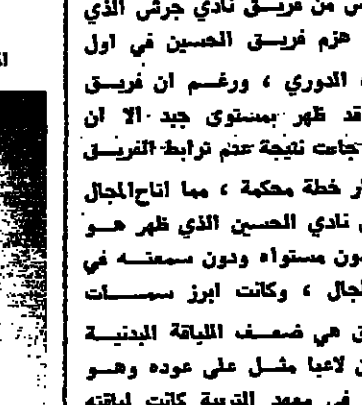 من فريق نادي جرش الذي
هزم فريق الحسين في اول
الدوري ، ورغم ان فريق
قد ظهر بمستوى جيد الا ان
جاءت نتيجة عدم ترابط الفريق
خطة محكمة ، مما اتاح المجال
نادي الحسين الذي ظهر هو
دون مستواه ودون سمعته في
الحال ، وكانت ابرز سمات
هي ضعف اللياقة البدنية
لاعبا مثل علي عوده وهو
في معهد التربية كانت لياقته